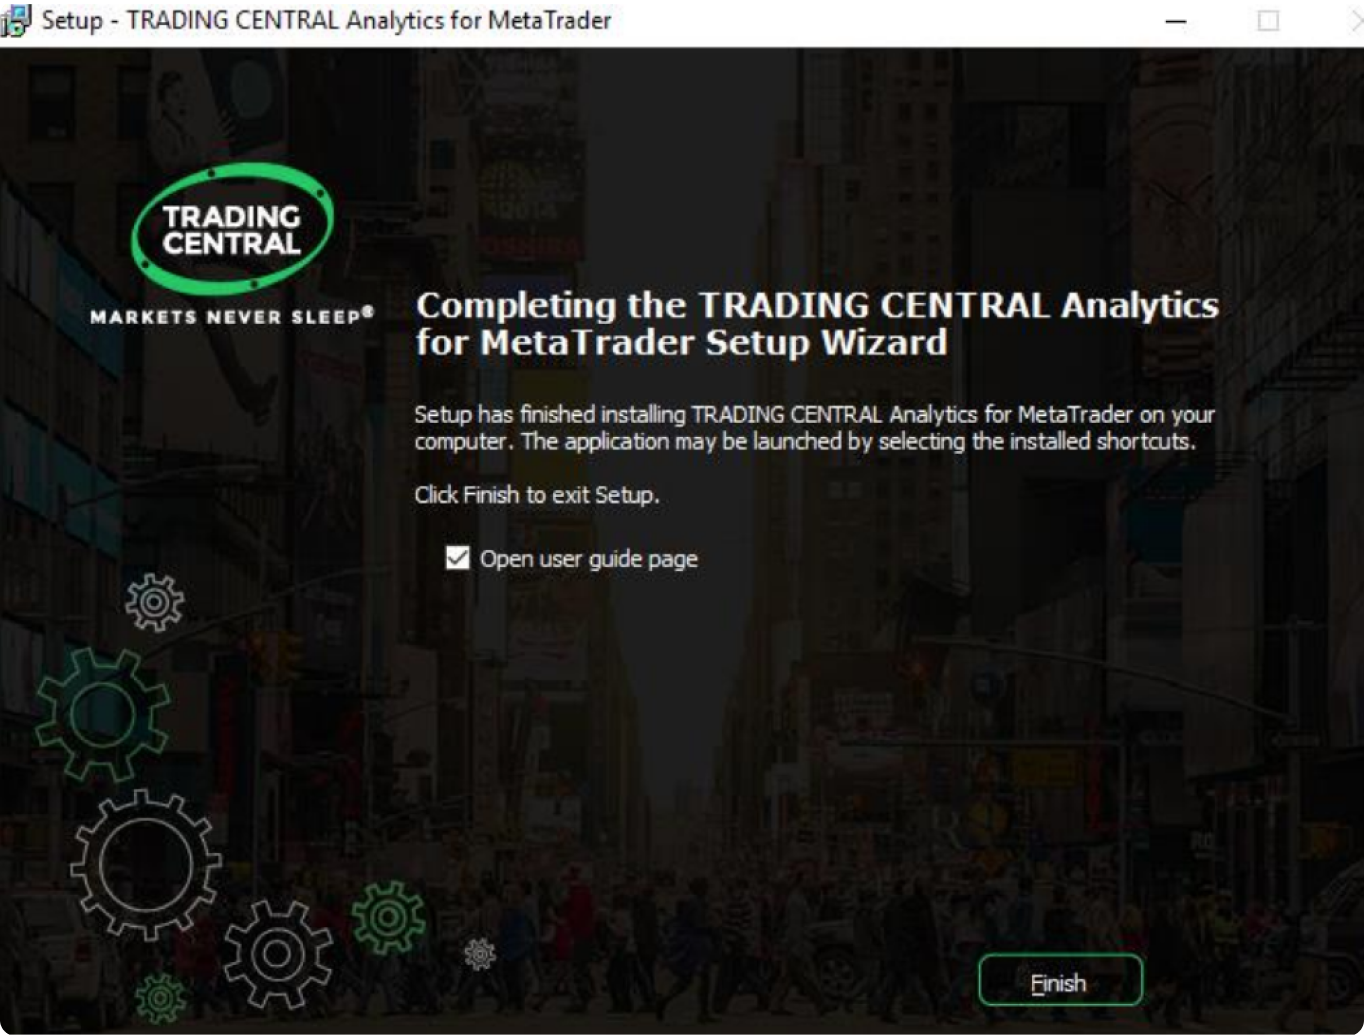 Setup - TRADING CENTRAL Analytics for MetaTrader
TRADING
CENTRAL
MARKETS NEVER SLEEP®
Completing the TRADING CENTRAL Analytics
for MetaTrader Setup Wizard
Setup has finished installing TRADING CENTRAL Analytics for MetaTrader on your
computer. The application may be launched by selecting the installed shortcuts.
Click Finish to exit Setup.
Open user guide page
Finish